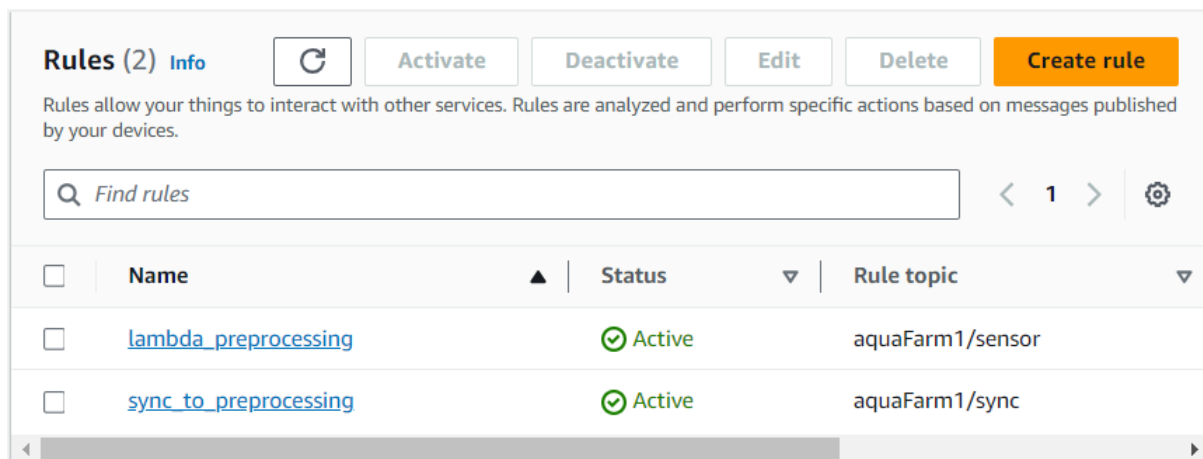 Rules (2) Info Activate Deactivate Edit Delete Create rule
Rules allow your things to interact with other services. Rules are analyzed and perform specific actions based on messages published
by your devices.
Find rules 1
Name Status Rule topic
lambda_preprocessing Active aquaFarm1/sensor
sync_to_preprocessing Active aquaFarm1/sync